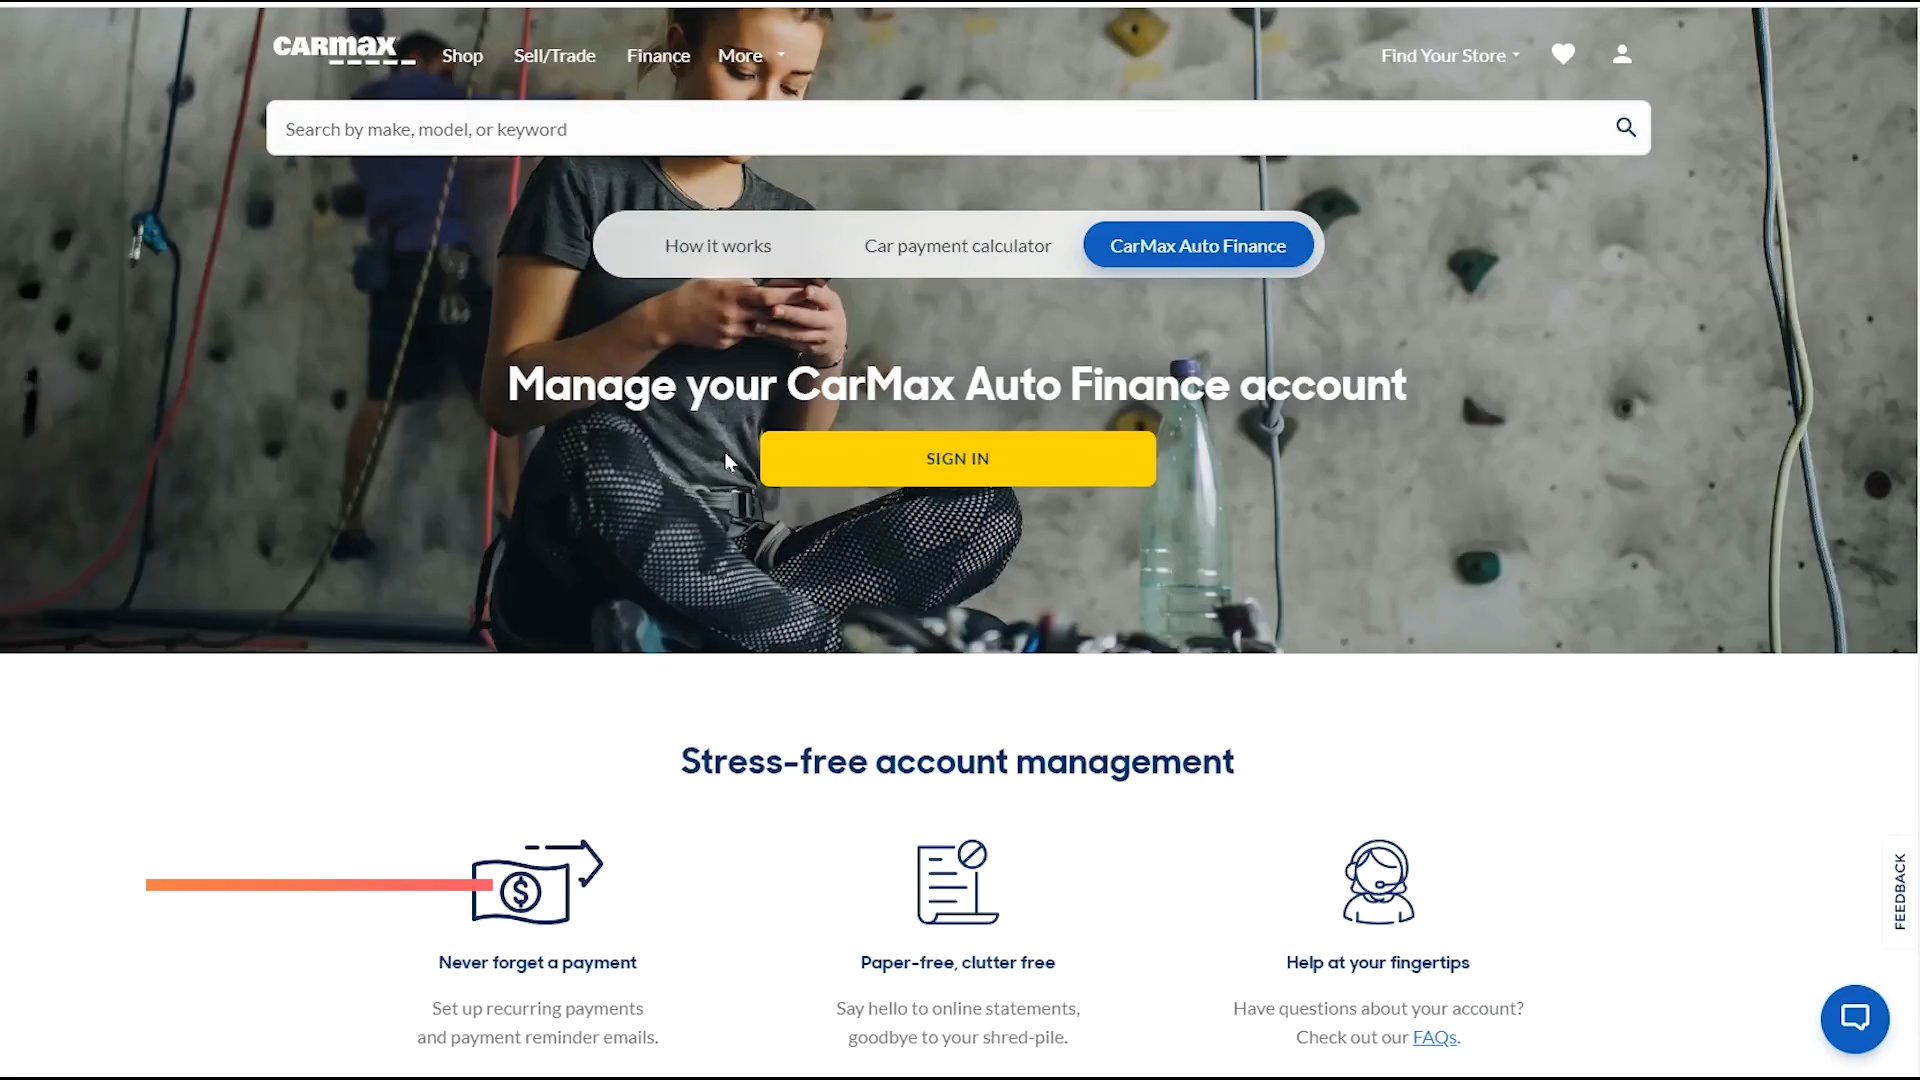 CARMAX
Shop
Sell/Trade
Finance
More
Find Your Store
Search by make, model, or keyword
How it works
Car payment calculator
CarMax Auto Finance
Manage your CarMax Auto Finance account
SIGN IN
Stress-free account management
Never forget a payment
Set up recurring payments
and payment reminder emails.
Paper-free, clutter free
Say hello to online statements,
goodbye to your shred-pile.
Help at your fingertips
Have questions about your account?
Check out our FAQs.
FEEDBACK